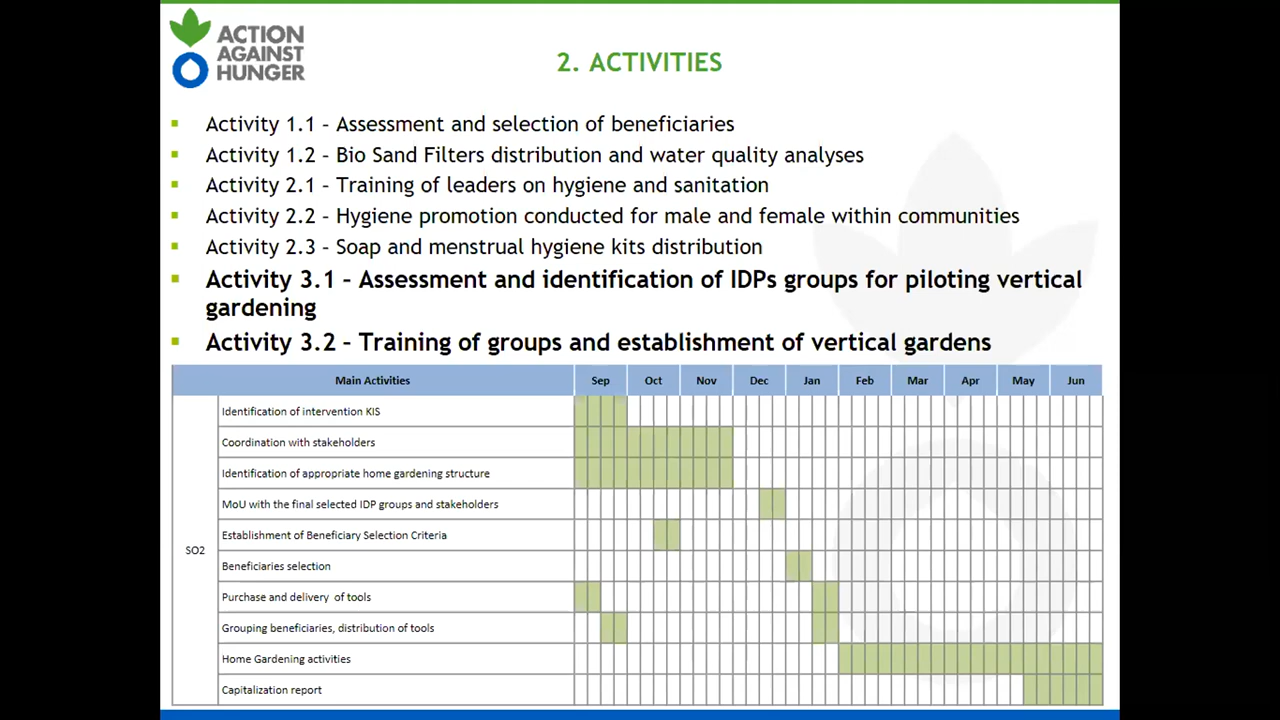 ACTION
AGAINST
HUNGER
2. ACTIVITIES
Activity 1.1 – Assessment and selection of beneficiaries
Activity 1.2 – Bio Sand Filters distribution and water quality analyses
Activity 2.1 – Training of leaders on hygiene and sanitation
Activity 2.2 – Hygiene promotion conducted for male and female within communities
Activity 2.3 – Soap and menstrual hygiene kits distribution
Activity 3.1 – Assessment and identification of IDPs groups for piloting vertical
gardening
Activity 3.2 – Training of groups and establishment of vertical gardens
Main Activities Sep Oct Nov Dec Jan Feb Mar Apr May Jun
SO2
Identification of intervention KIS
Coordination with stakeholders
Identification of appropriate home gardening structure
MoU with the final selected IDP groups and stakeholders
Establishment of Beneficiary Selection Criteria
Beneficiaries selection
Purchase and delivery of tools
Grouping beneficiaries, distribution of tools
Home Gardening activities
Capitalization report